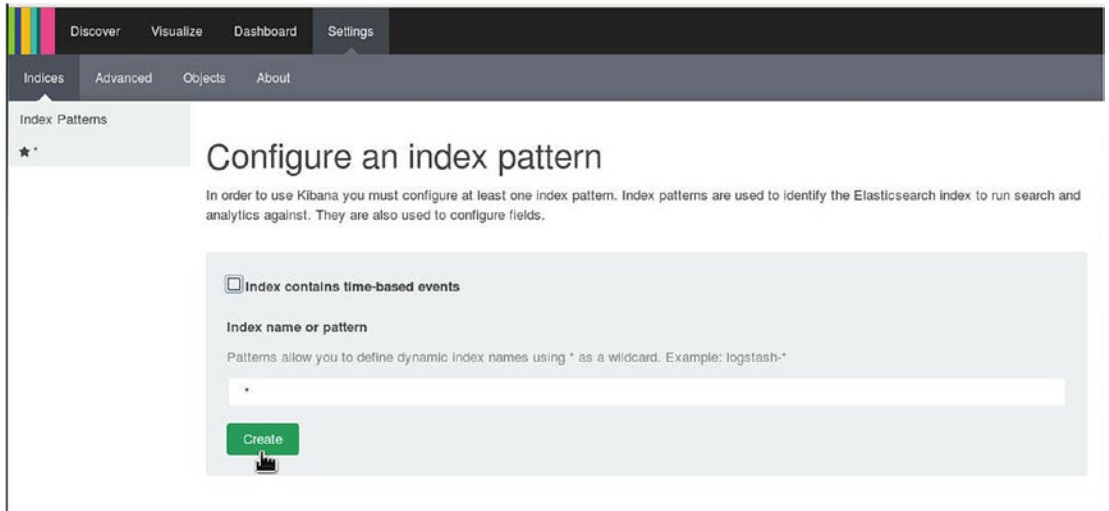 Discover Visualize Dashboard Settings
Indices Advanced Objects About
Index Patterns
★ *
Configure an index pattern
In order to use Kibana you must configure at least one index pattern. Index patterns are used to identify the Elasticsearch index to run search and
analytics against. They are also used to configure fields.
Index contains time-based events
Index name or pattern
Patterns allow you to define dynamic index names using * as a wildcard. Example: logstash-*
*
Create